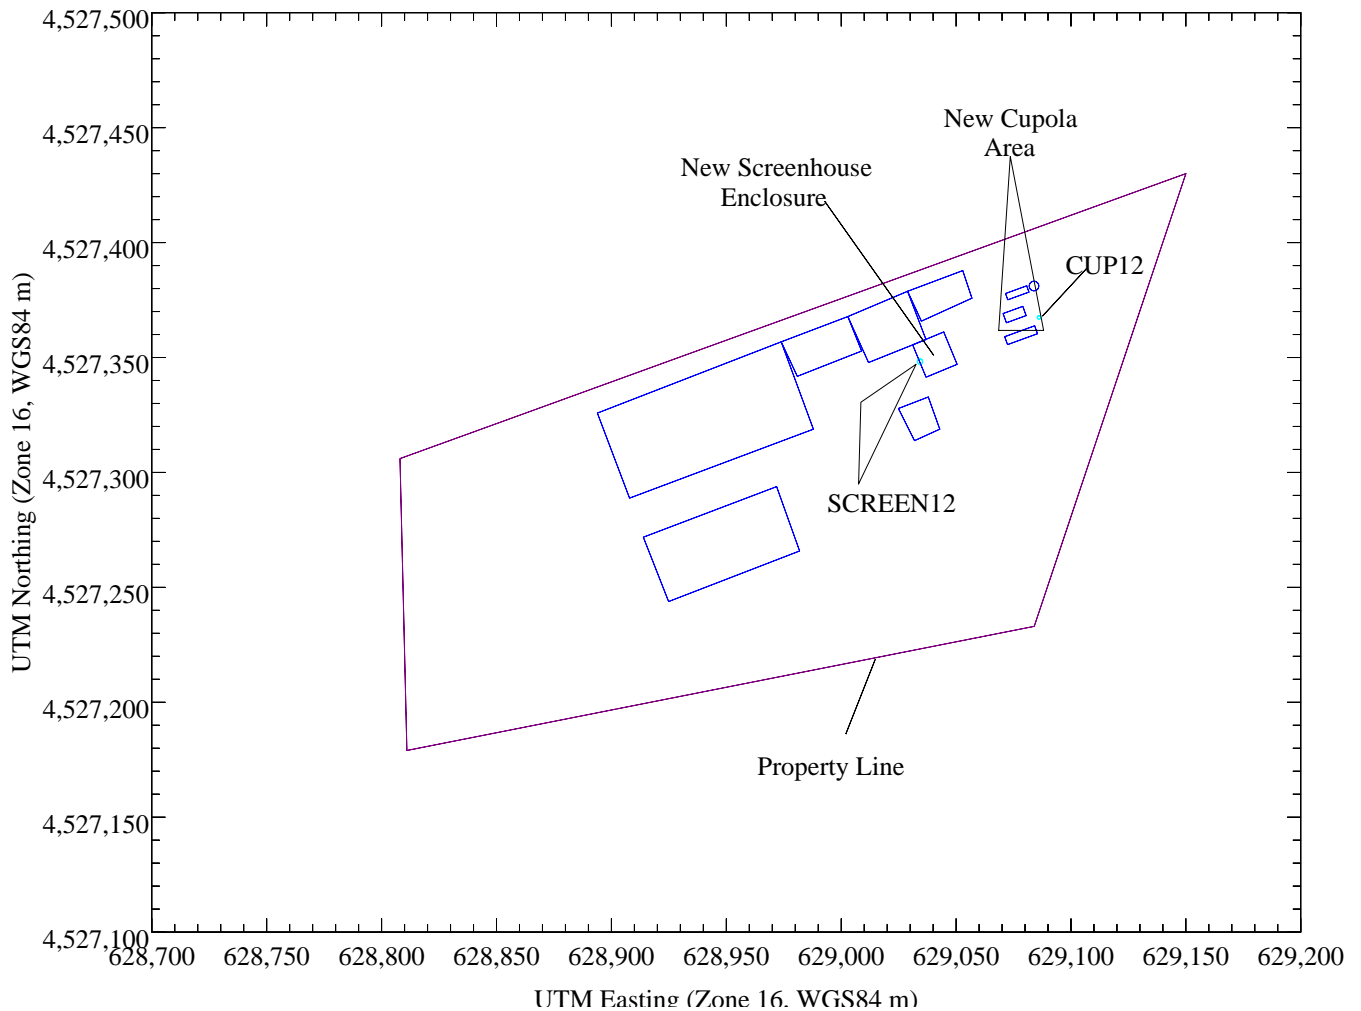 4,527,500
4,527,450
4,527,400
4,527,350
4,527,300
4,527,250
4,527,200
4,527,150
4,527,100
UTM Northing (Zone 16, WGS84 m)
New Cupola
Area
New Screenhouse
Enclosure
CUP12
SCREEN12
Property Line
628,700
628,750
628,800
628,850
628,900
628,950
629,000
629,050
629,100
629,150
629,200
UTM Easting (Zone 16, WGS84 m)